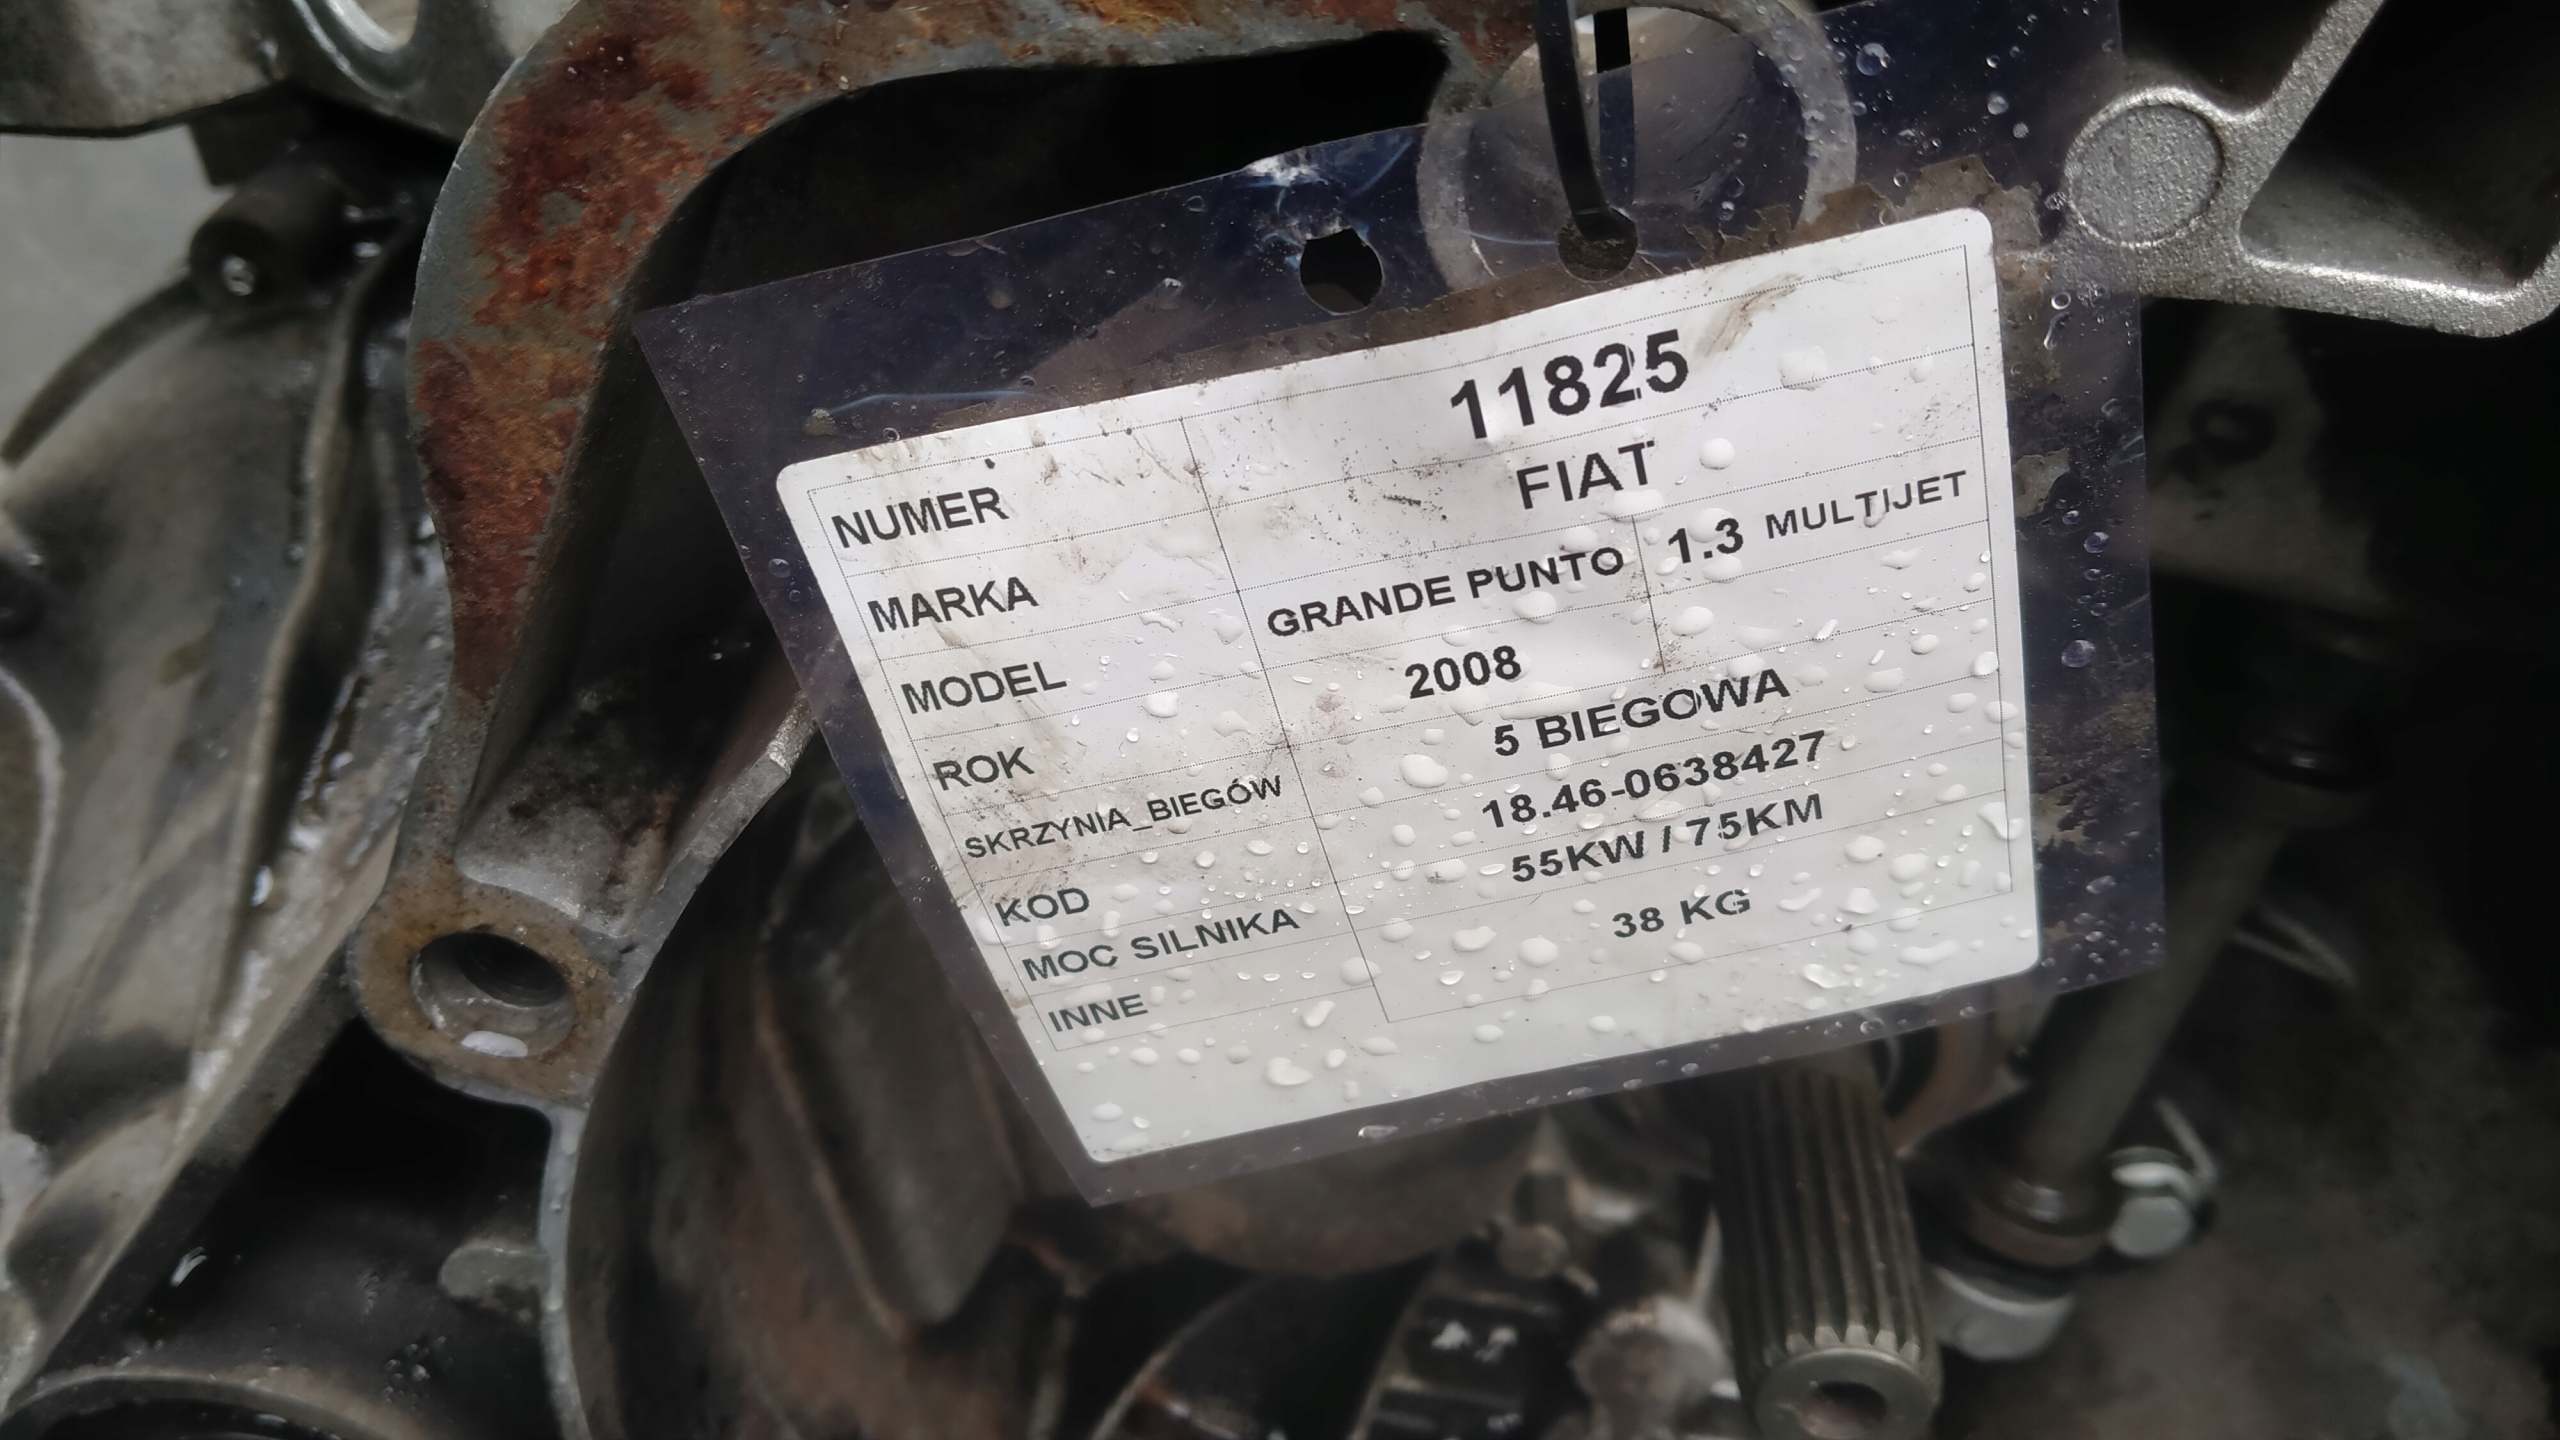 NUMER 11825
MARKA FIAT
MODEL GRANDE PUNTO 1.3 MULTIJET
ROK 2008
SKRZYNIA_BIEGÓW 5 BIEGOWA
KOD 18.46-0638427
MOC SILNIKA 55KW / 75KM
INNE 38 KG